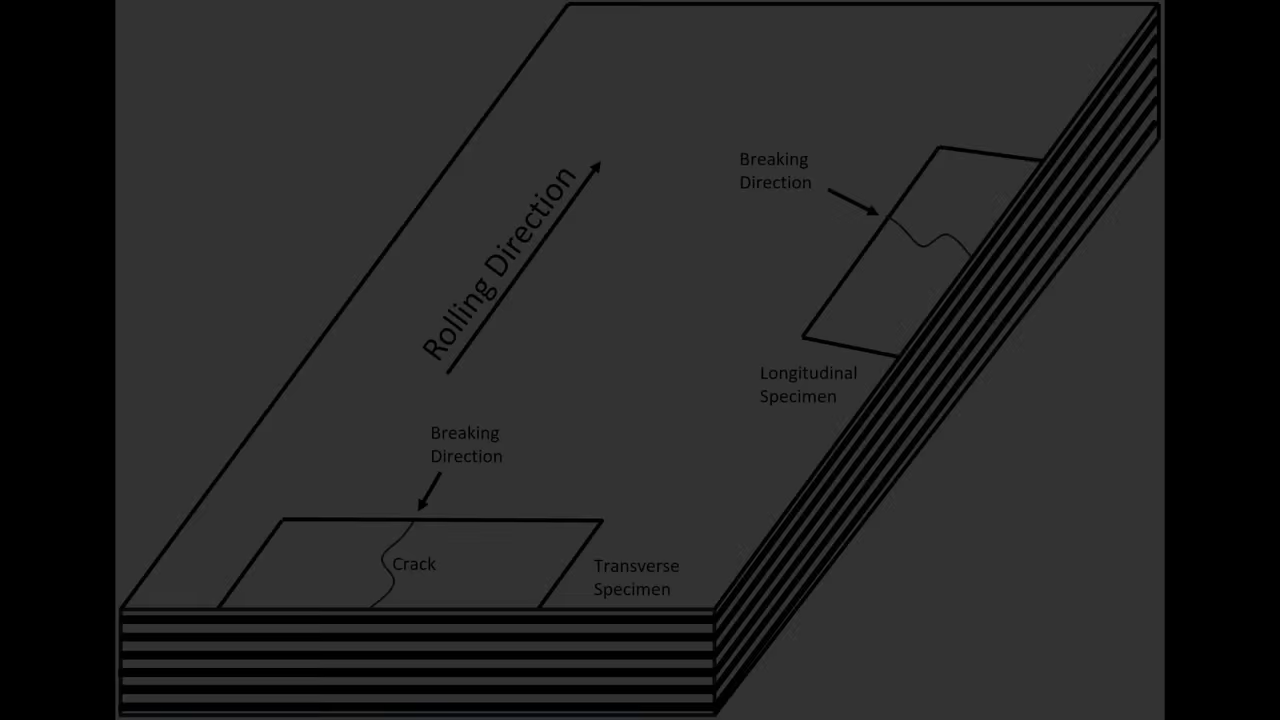 Breaking
Direction
Rolling Direction
Longitudinal
Specimen
Breaking
Direction
Crack
Transverse
Specimen